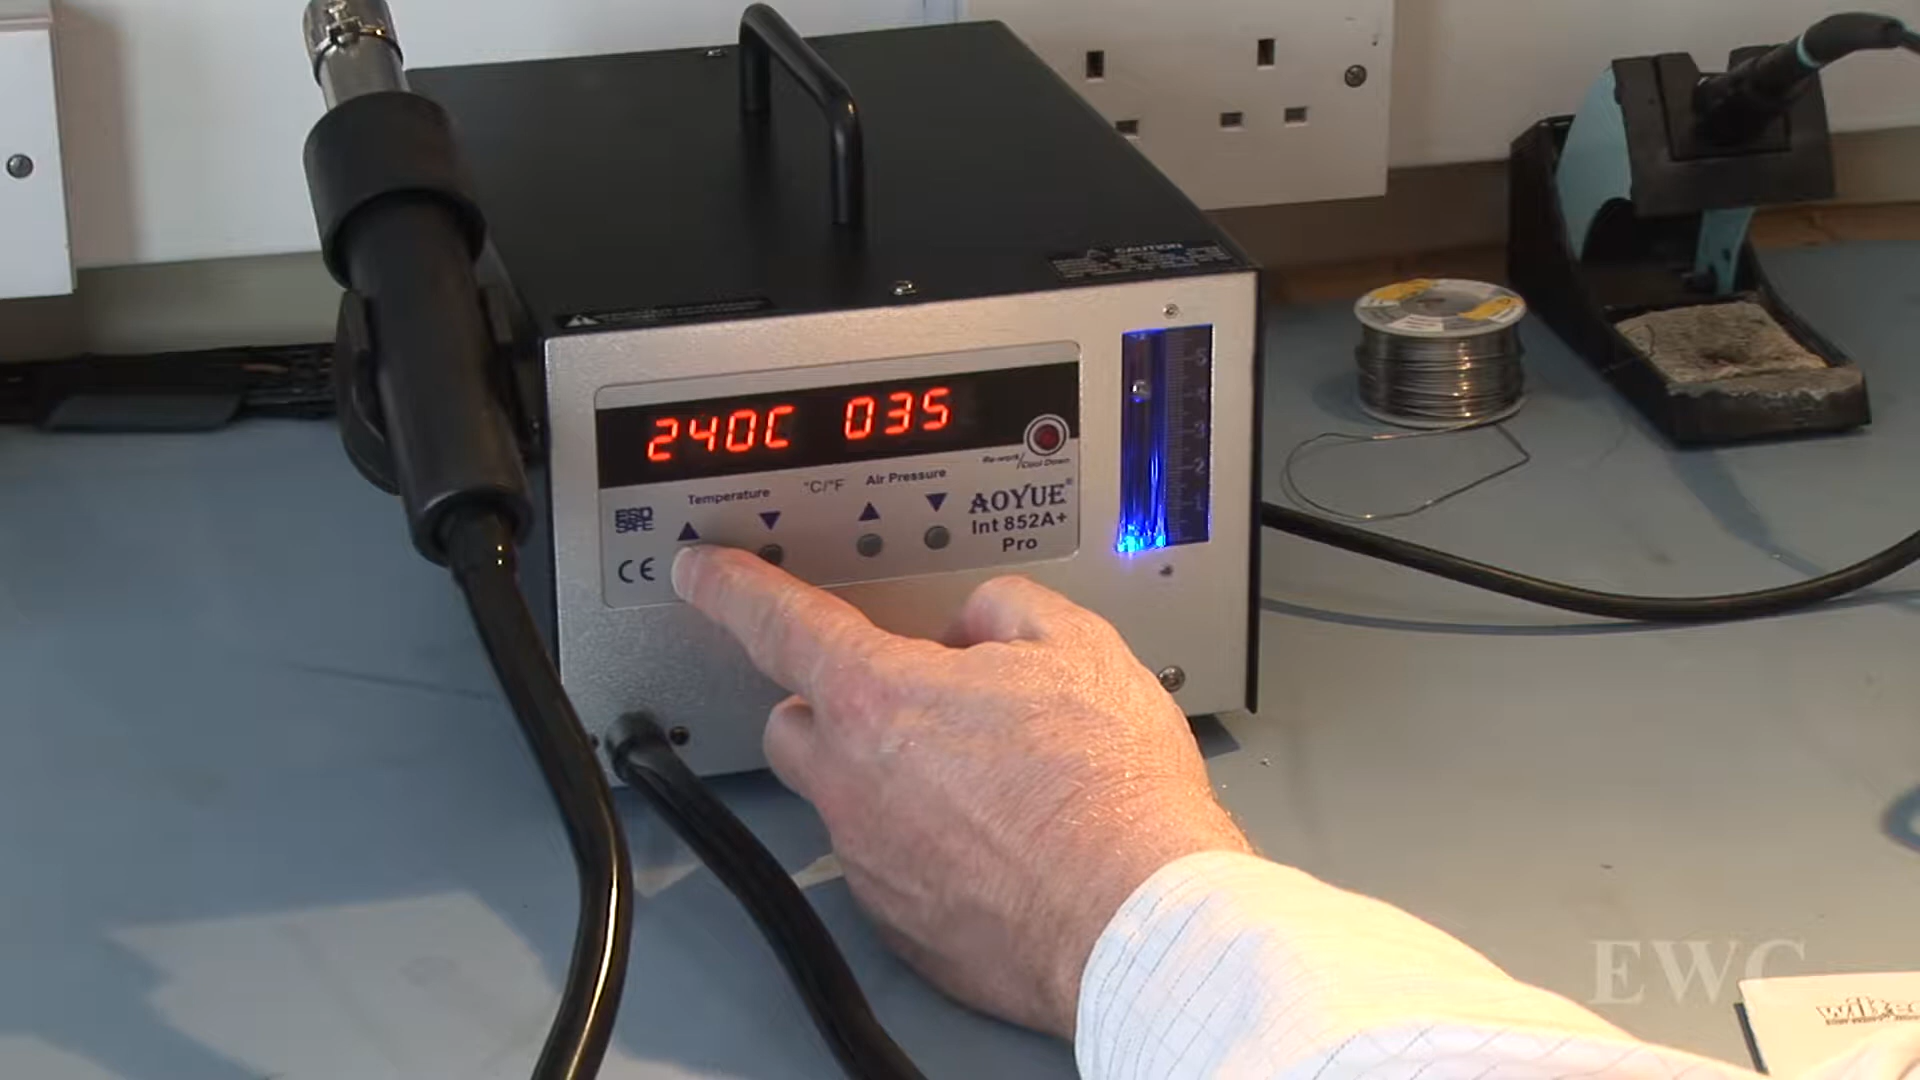 CAUTION
240C 035
Re-work/Cool Down
Temperature
°C/°F
Air Pressure
ESD
SAFE
CE
AOYUE®
Int 852A+
Pro
5
4
3
2
1
EWC